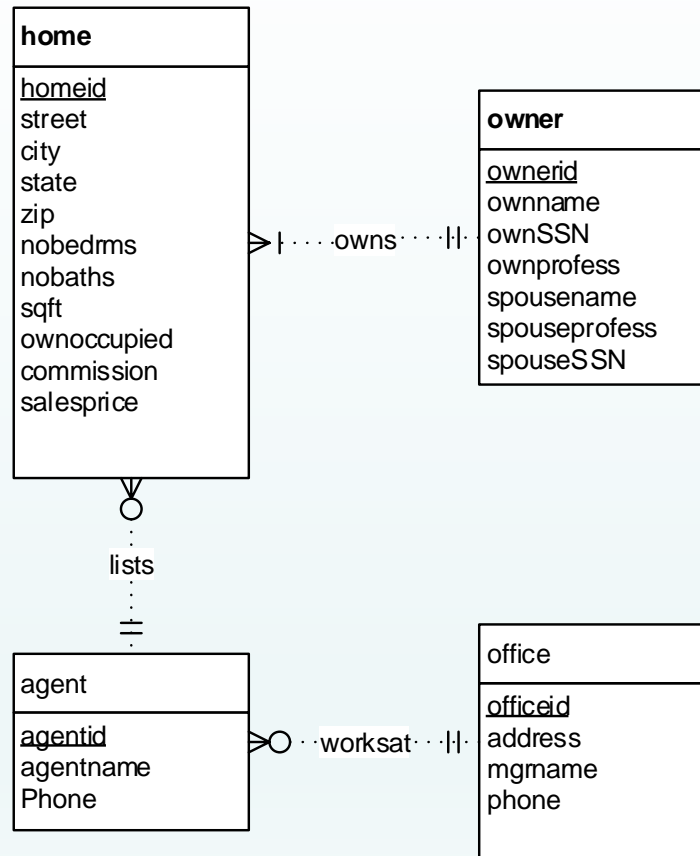 home
homeid
street
city
state
zip
nobedrms
nobaths
sqft
ownoccupied
commission
salesprice
owns
owner
ownerid
ownname
ownSSN
ownprofess
spousename
spouseprofess
spouseSSN
lists
agent
agentid
agentname
Phone
worksat
office
officeid
address
mgrname
phone